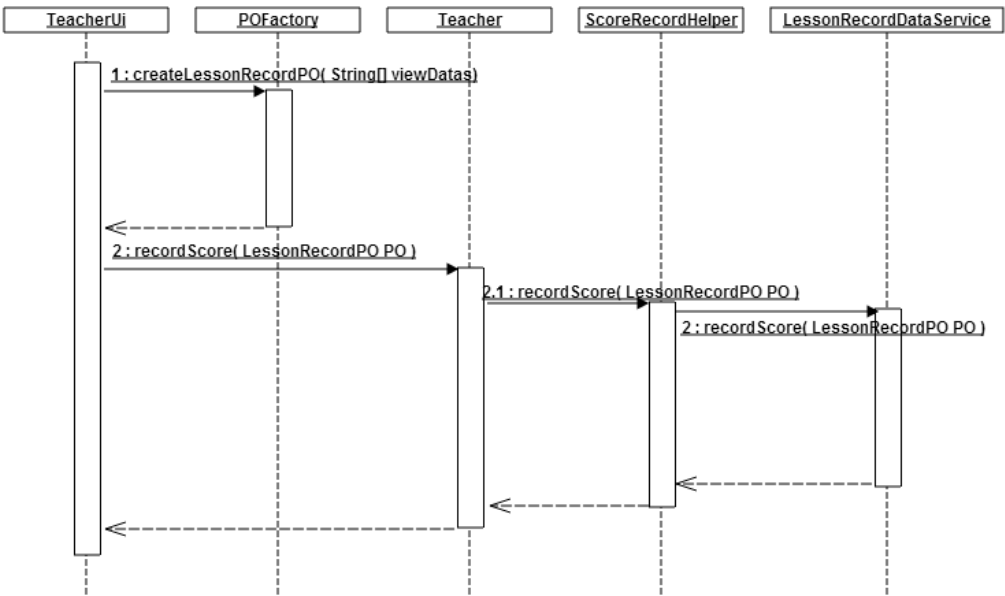 TeacherUi
POFactory
Teacher
ScoreRecordHelper
LessonRecordDataService
1 : createLessonRecordPO( String[] viewDatas)
2 : recordScore( LessonRecordPO PO )
2.1 : recordScore( LessonRecordPO PO )
2 : recordScore( LessonRecordPO PO )